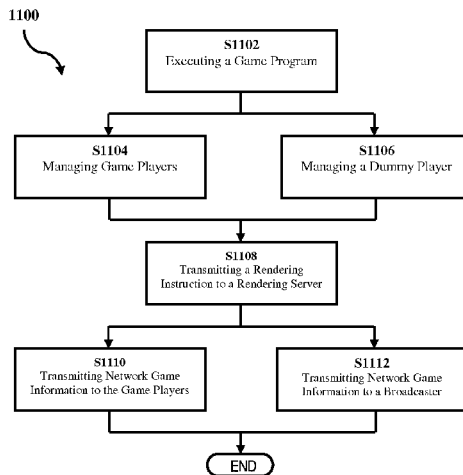 1100
S1102
Executing a Game Program
S1104
Managing Game Players
S1106
Managing a Dummy Player
S1108
Transmitting a Rendering
Instruction to a Rendering Server
S1110
Transmitting Network Game
Information to the Game Players
S1112
Transmitting Network Game
Information to a Broadcaster
END